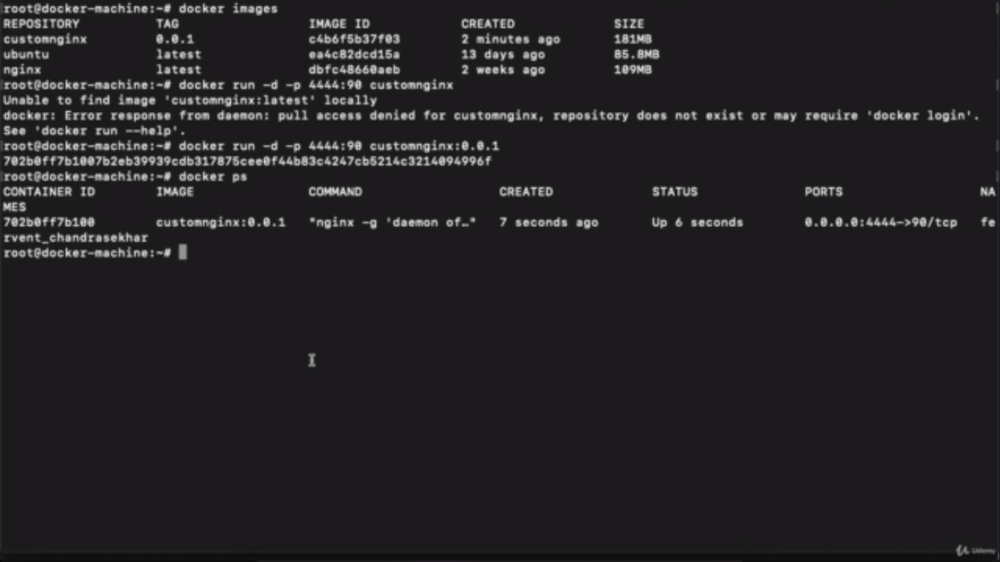 root@docker-machine:~# docker images
REPOSITORY TAG IMAGE ID CREATED SIZE
customnginx 0.0.1 c4b6f5b37f03 2 minutes ago 181MB
ubuntu latest ea4c82dcd15a 13 days ago 85.8MB
nginx latest dbfc48660aeb 2 weeks ago 109MB
root@docker-machine:~# docker run -d -p 4444:90 customnginx
Unable to find image 'customnginx:latest' locally
docker: Error response from daemon: pull access denied for customnginx, repository does not exist or may require 'docker login'.
See 'docker run --help'.
root@docker-machine:~# docker run -d -p 4444:90 customnginx:0.0.1
702b0ff7b1007b2eb39939cdb317875cee0f44b83c4247cb5214c3214094996f
root@docker-machine:~# docker ps
CONTAINER ID IMAGE COMMAND CREATED STATUS PORTS NA
MES
702b0ff7b100 customnginx:0.0.1 "nginx -g 'daemon of…" 7 seconds ago Up 6 seconds 0.0.0.0:4444->90/tcp fe
rvent_chandrasekhar
root@docker-machine:~#
Udemy